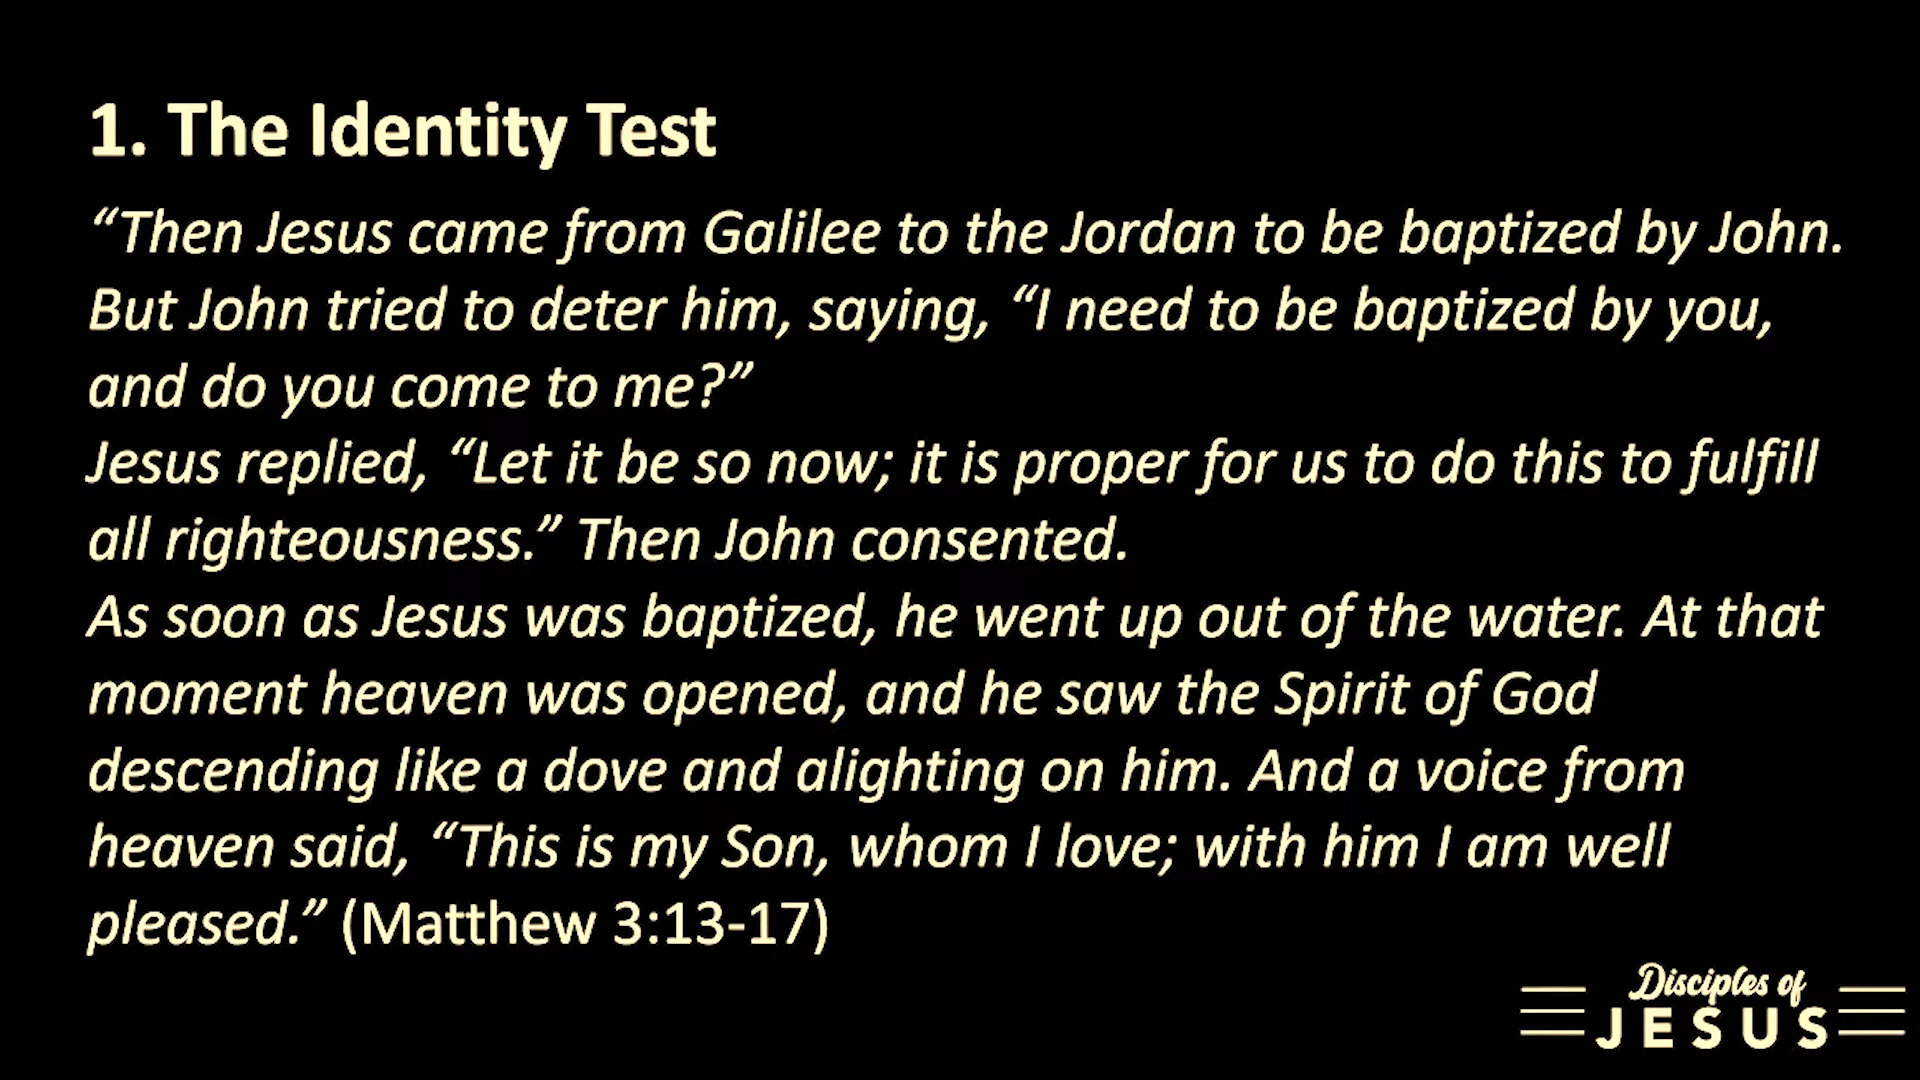 1. The Identity Test
“Then Jesus came from Galilee to the Jordan to be baptized by John.
But John tried to deter him, saying, “I need to be baptized by you,
and do you come to me?”
Jesus replied, “Let it be so now; it is proper for us to do this to fulfill
all righteousness.” Then John consented.
As soon as Jesus was baptized, he went up out of the water. At that
moment heaven was opened, and he saw the Spirit of God
descending like a dove and alighting on him. And a voice from
heaven said, “This is my Son, whom I love; with him I am well
pleased.” (Matthew 3:13-17)
Disciples of
JESUS